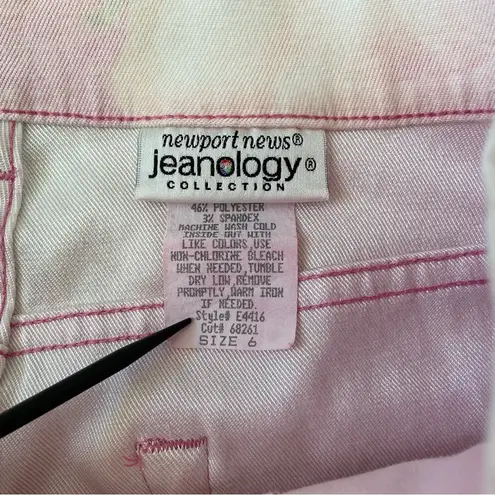 newport news®
jeanology®
COLLECTION
46% POLYESTER
3% SPANDEX
MACHINE WASH COLD
INSIDE OUT WITH
LIKE COLORS,USE
NON-CHLORINE BLEACH
WHEN NEEDED,TUMBLE
DRY LOW,REMOVE
PROMPTLY,WARM IRON
IF NEEDED.
Style# E4416
Cut# 68261
SIZE 6